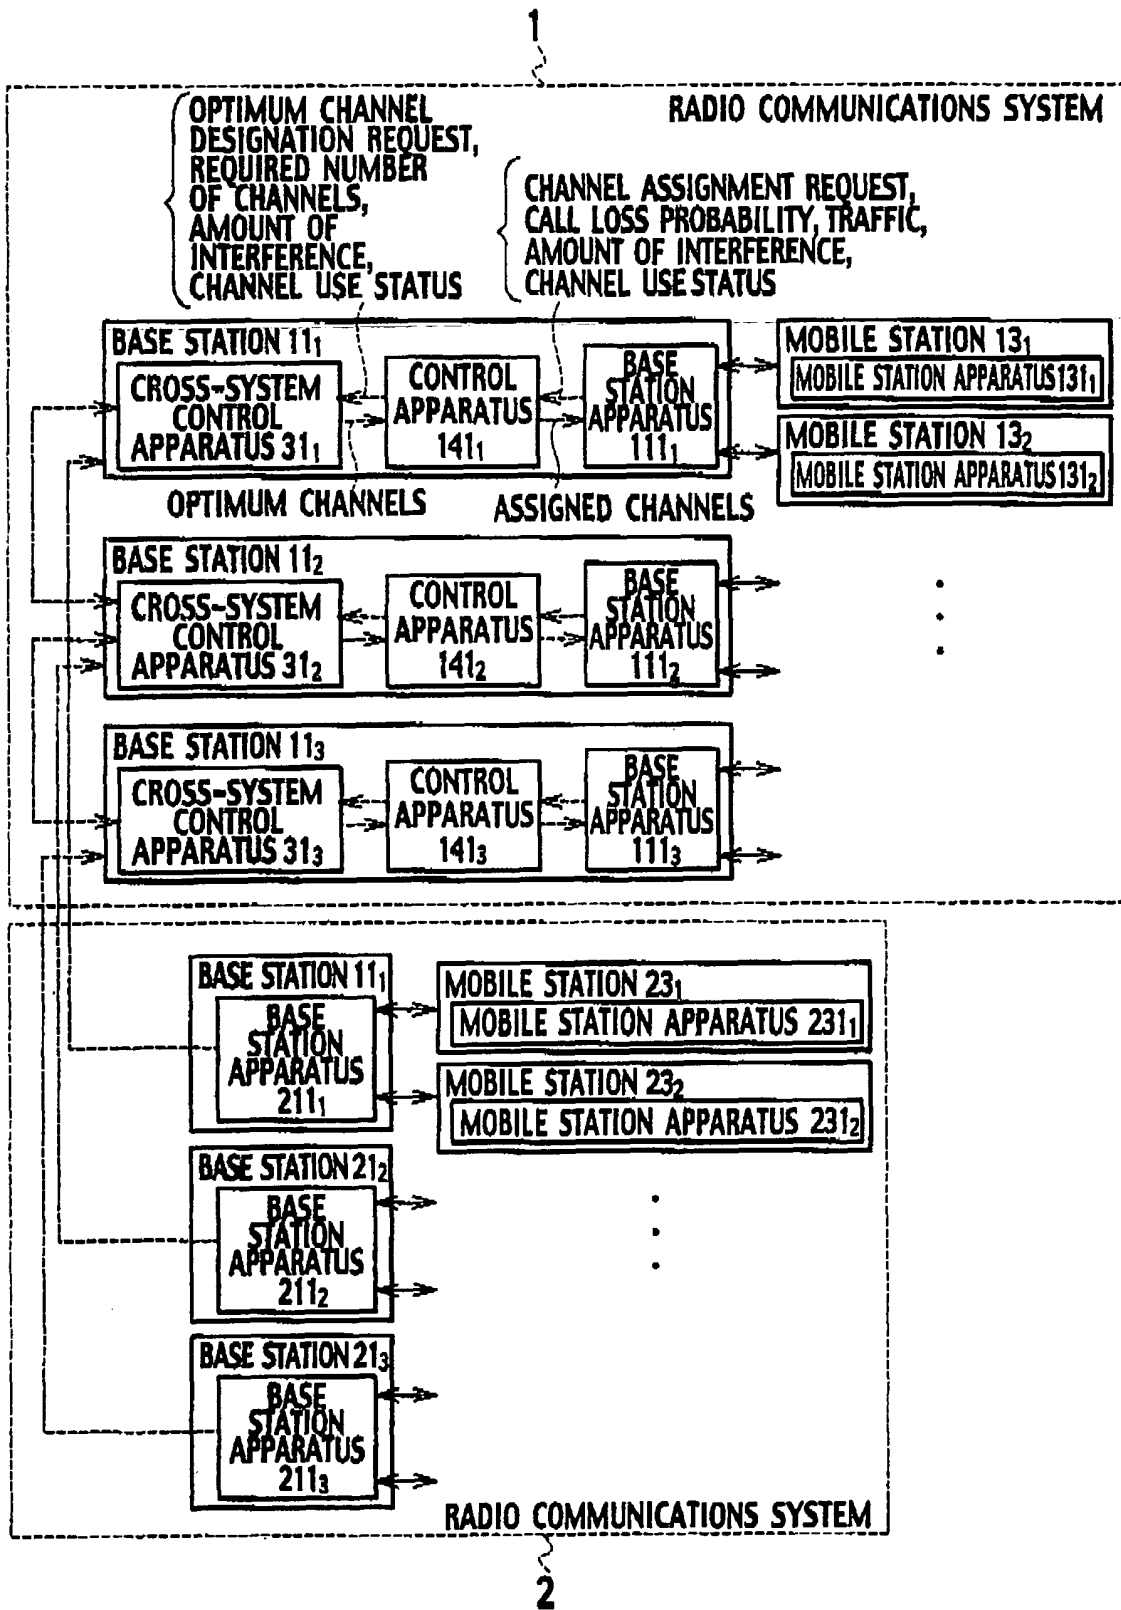 1
RADIO COMMUNICATIONS SYSTEM
OPTIMUM CHANNEL
DESIGNATION REQUEST,
REQUIRED NUMBER
OF CHANNELS,
AMOUNT OF
INTERFERENCE,
CHANNEL USE STATUS
CHANNEL ASSIGNMENT REQUEST,
CALL LOSS PROBABILITY, TRAFFIC,
AMOUNT OF INTERFERENCE,
CHANNEL USE STATUS
BASE STATION 11₁
CROSS-SYSTEM
CONTROL
APPARATUS 31₁
CONTROL
APPARATUS
141₁
BASE
STATION
APPARATUS
111₁
MOBILE STATION 13₁
MOBILE STATION APPARATUS 131₁
MOBILE STATION 13₂
MOBILE STATION APPARATUS 131₂
OPTIMUM CHANNELS
ASSIGNED CHANNELS
BASE STATION 11₂
CROSS-SYSTEM
CONTROL
APPARATUS 31₂
CONTROL
APPARATUS
141₂
BASE
STATION
APPARATUS
111₂
BASE STATION 11₃
CROSS-SYSTEM
CONTROL
APPARATUS 31₃
CONTROL
APPARATUS
141₃
BASE
STATION
APPARATUS
111₃
BASE STATION 11₁
BASE
STATION
APPARATUS
211₁
MOBILE STATION 23₁
MOBILE STATION APPARATUS 231₁
MOBILE STATION 23₂
MOBILE STATION APPARATUS 231₂
BASE STATION 21₂
BASE
STATION
APPARATUS
211₂
BASE STATION 21₃
BASE
STATION
APPARATUS
211₃
RADIO COMMUNICATIONS SYSTEM
2